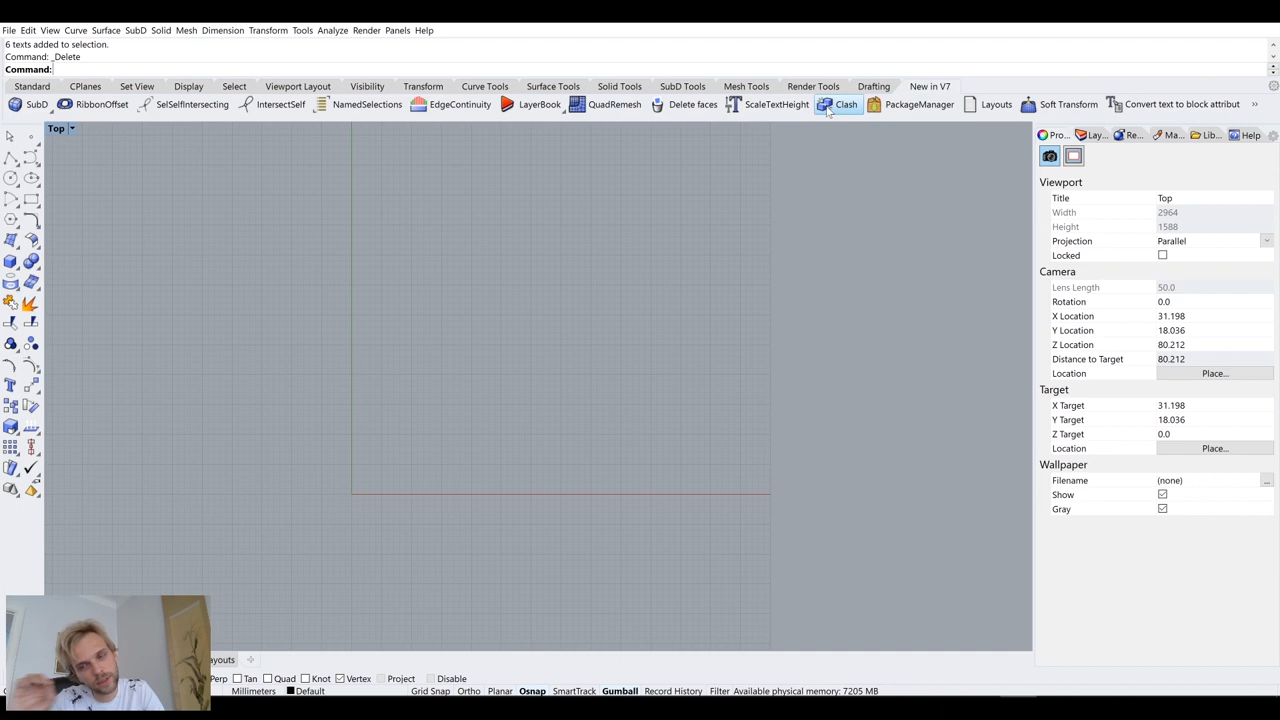 File Edit View Curve Surface SubD Solid Mesh Dimension Transform Tools Analyze Render Panels Help
6 texts added to selection.
Command: _Delete
Command:
Standard CPlanes Set View Display Select Viewport Layout Visibility Transform Curve Tools Surface Tools Solid Tools SubD Tools Mesh Tools Render Tools Drafting New in V7
SubD RibbonOffset SelSelfIntersecting IntersectSelf NamedSelections EdgeContinuity LayerBook QuadRemesh Delete faces ScaleTextHeight Clash PackageManager Layouts Soft Transform Convert text to block attribut >>
Top
Pro... Lay... Re... Ma... Lib... Help
Viewport
Title Top
Width 2964
Height 1588
Projection Parallel
Locked
Camera
Lens Length 50.0
Rotation 0.0
X Location 31.198
Y Location 18.036
Z Location 80.212
Distance to Target 80.212
Location Place...
Target
X Target 31.198
Y Target 18.036
Z Target 0.0
Location Place...
Wallpaper
Filename (none) ...
Show
Gray
ayouts
Perp Tan Quad Knot Vertex Project Disable
Millimeters Default Grid Snap Ortho Planar Osnap SmartTrack Gumball Record History Filter Available physical memory: 7205 MB